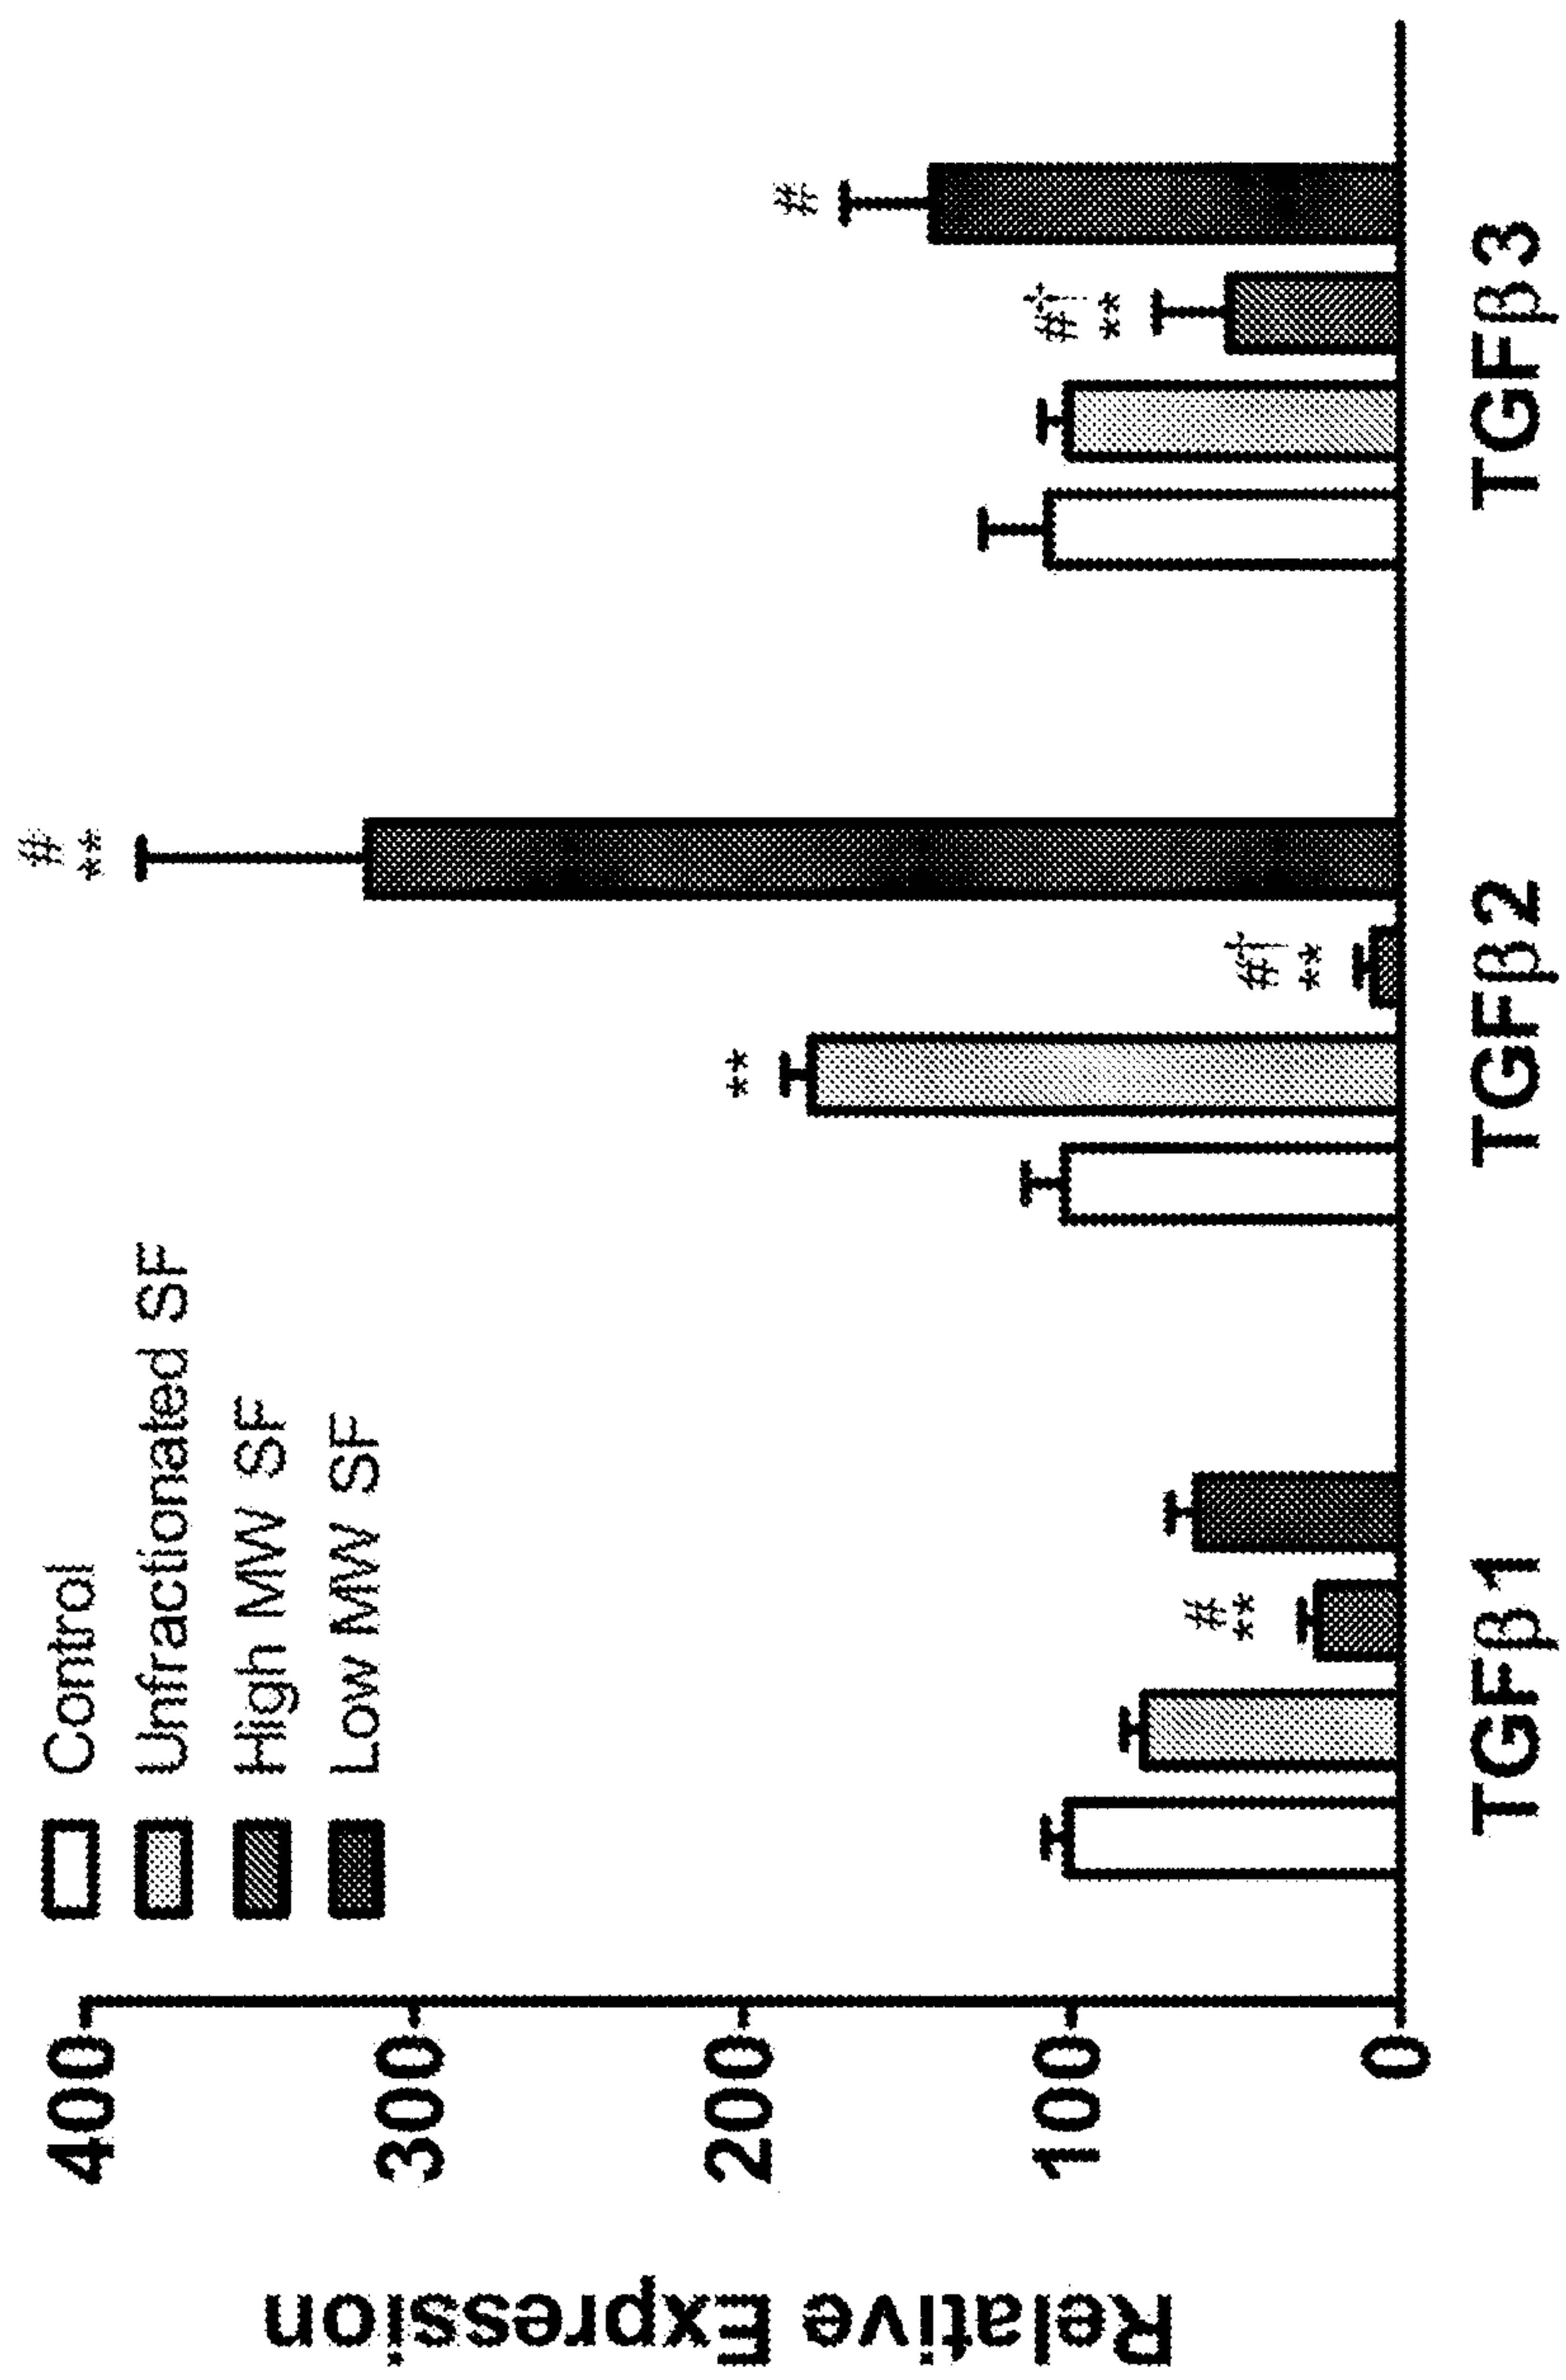 Relative Expression
400
300
200
100
0
Control
Unfractionated SF
High MW SF
Low MW SF
#
**
**
#
**
#†
**
#†
**
#
TGFβ1
TGFβ2
TGFβ3